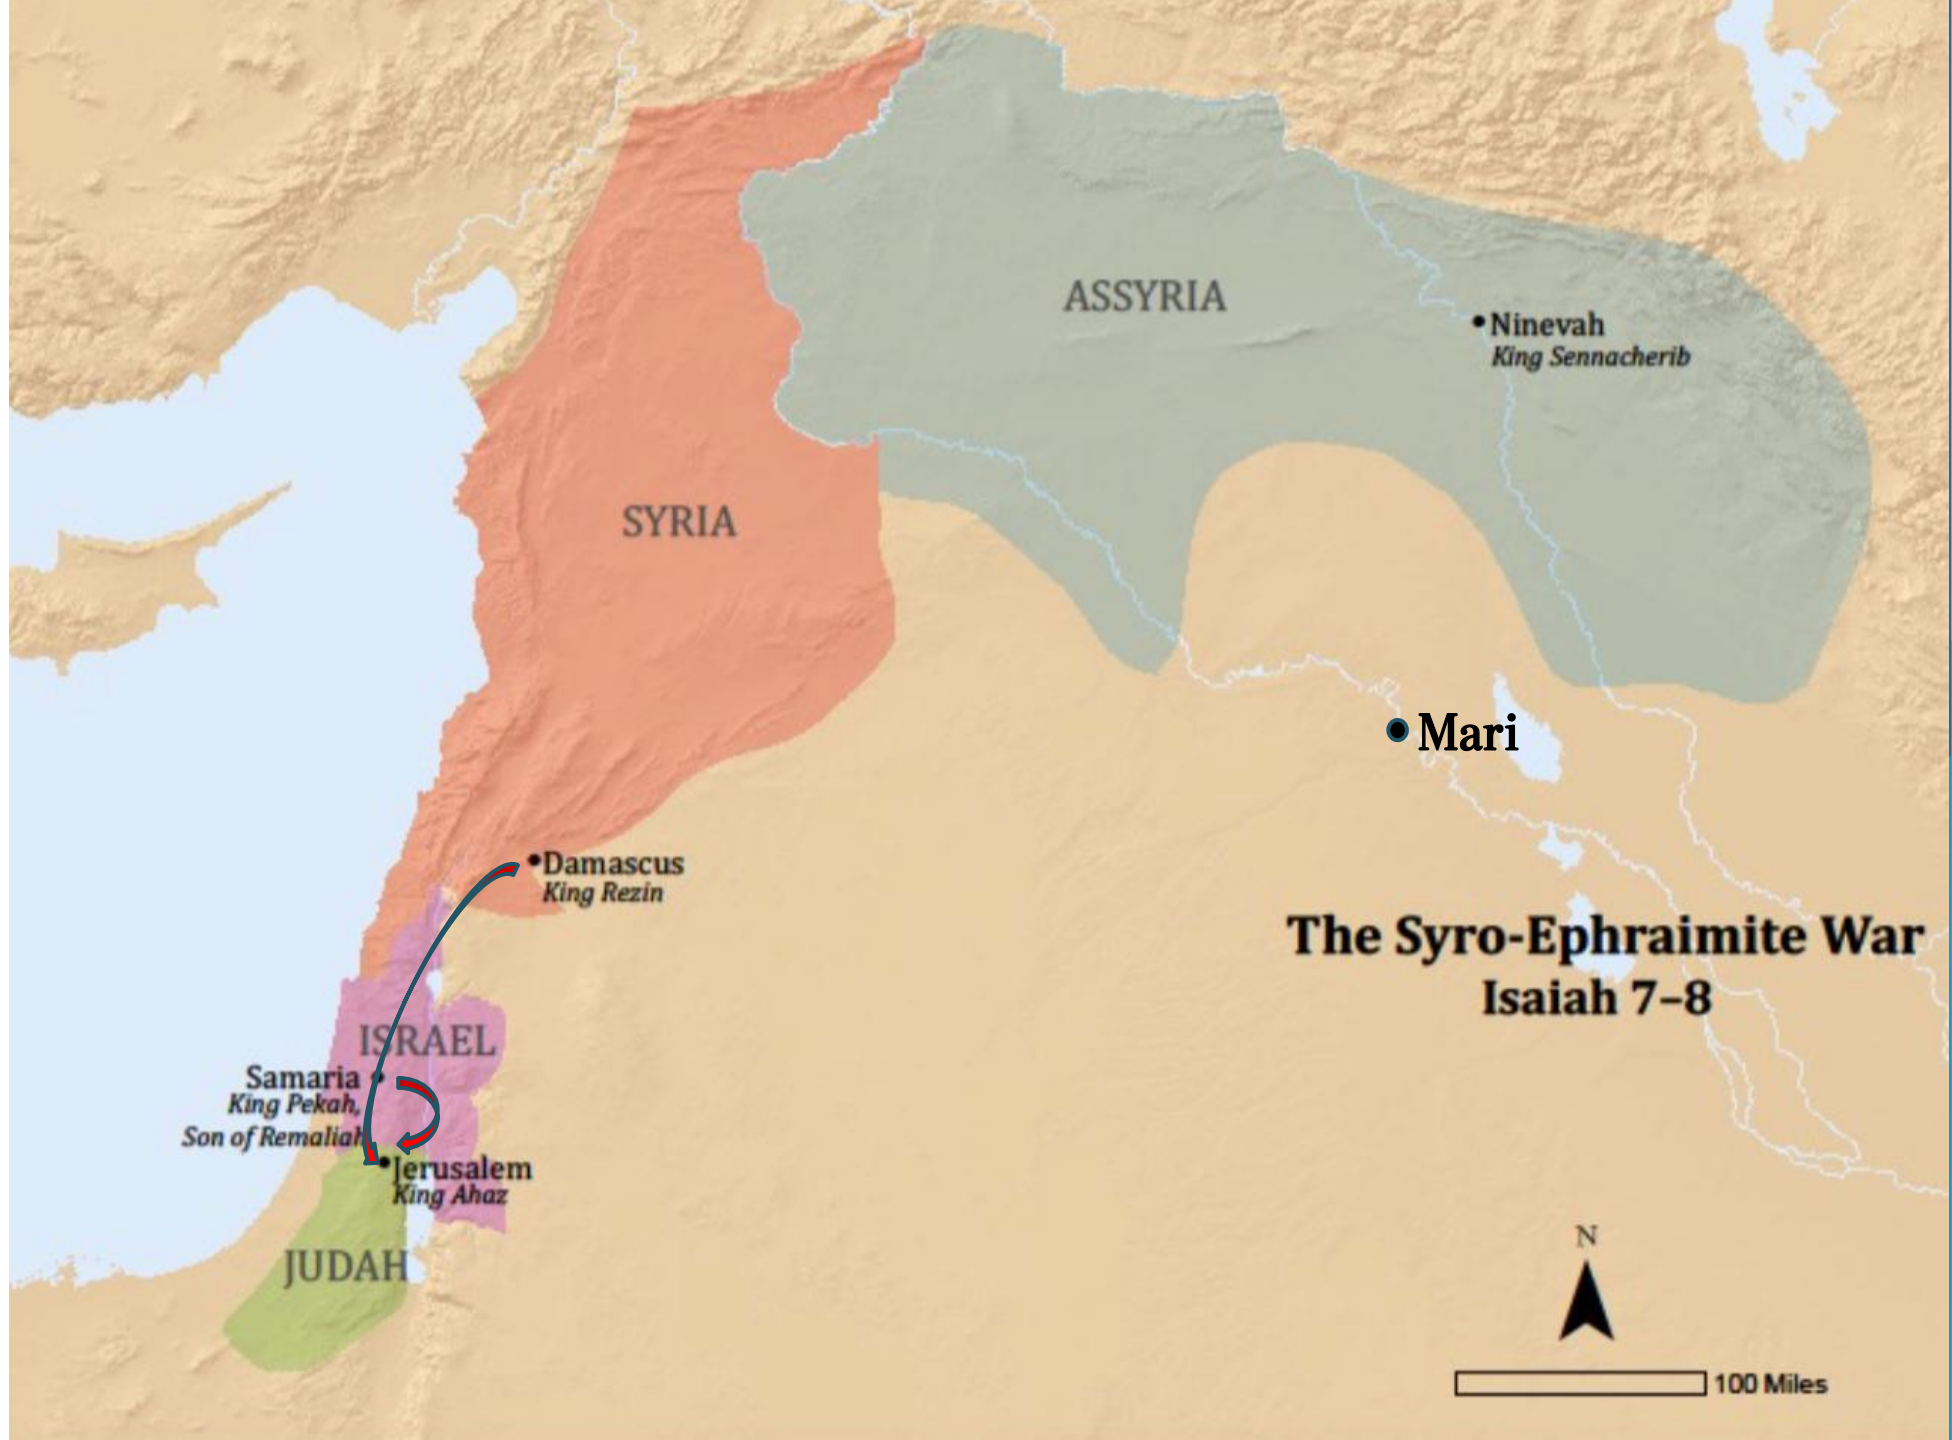 ASSYRIA
Ninevah
King Sennacherib
SYRIA
Mari
Damascus
King Rezin
The Syro-Ephraimite War
Isaiah 7–8
ISRAEL
Samaria
King Pekah,
Son of Remaliah
Jerusalem
King Ahaz
JUDAH
N
100 Miles